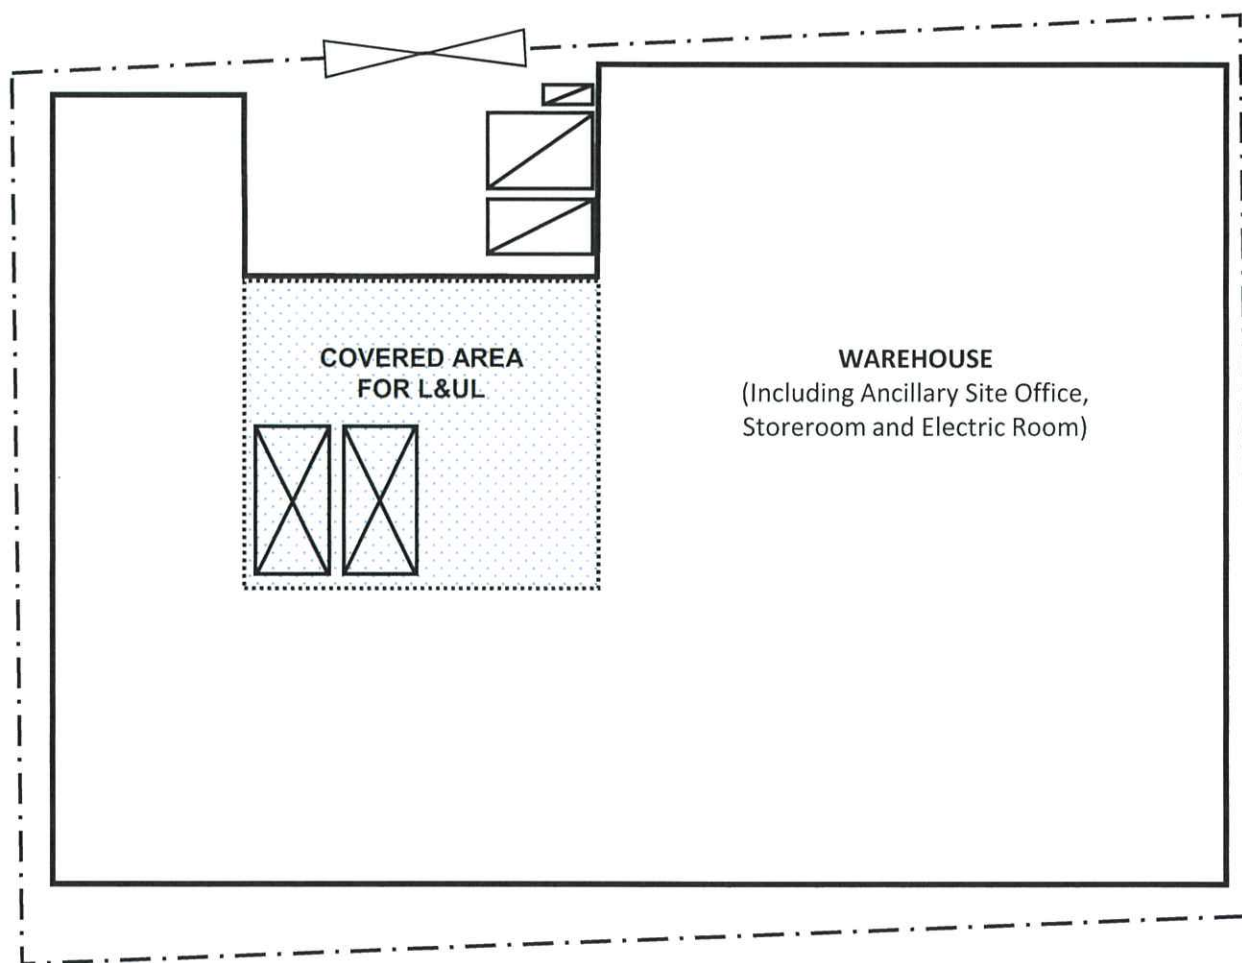 COVERED AREA
FOR L&UL
WAREHOUSE
(Including Ancillary Site Office,
Storeroom and Electric Room)